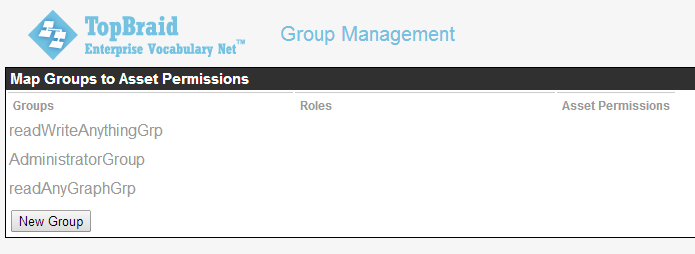 TopBraid
Enterprise Vocabulary Net™
Group Management
Map Groups to Asset Permissions
Groups Roles Asset Permissions
readWriteAnythingGrp
AdministratorGroup
readAnyGraphGrp
New Group